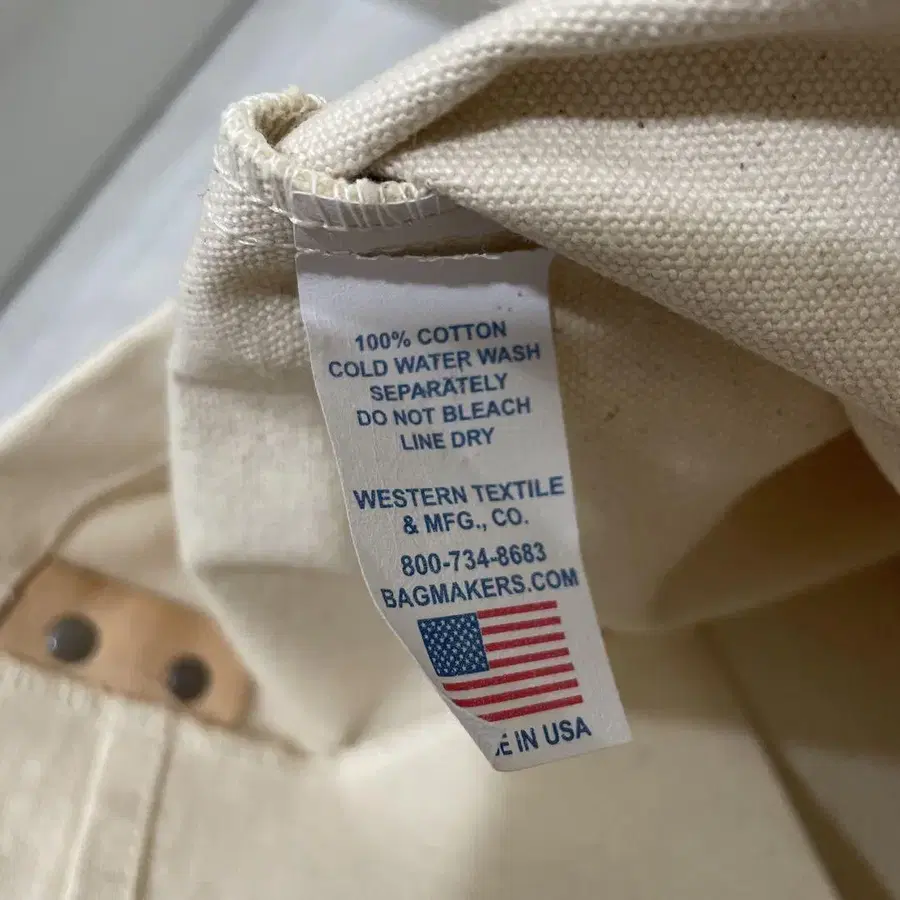 100% COTTON
COLD WATER WASH
SEPARATELY
DO NOT BLEACH
LINE DRY
WESTERN TEXTILE
& MFG., CO.
800-734-8683
BAGMAKERS.COM
IN USA